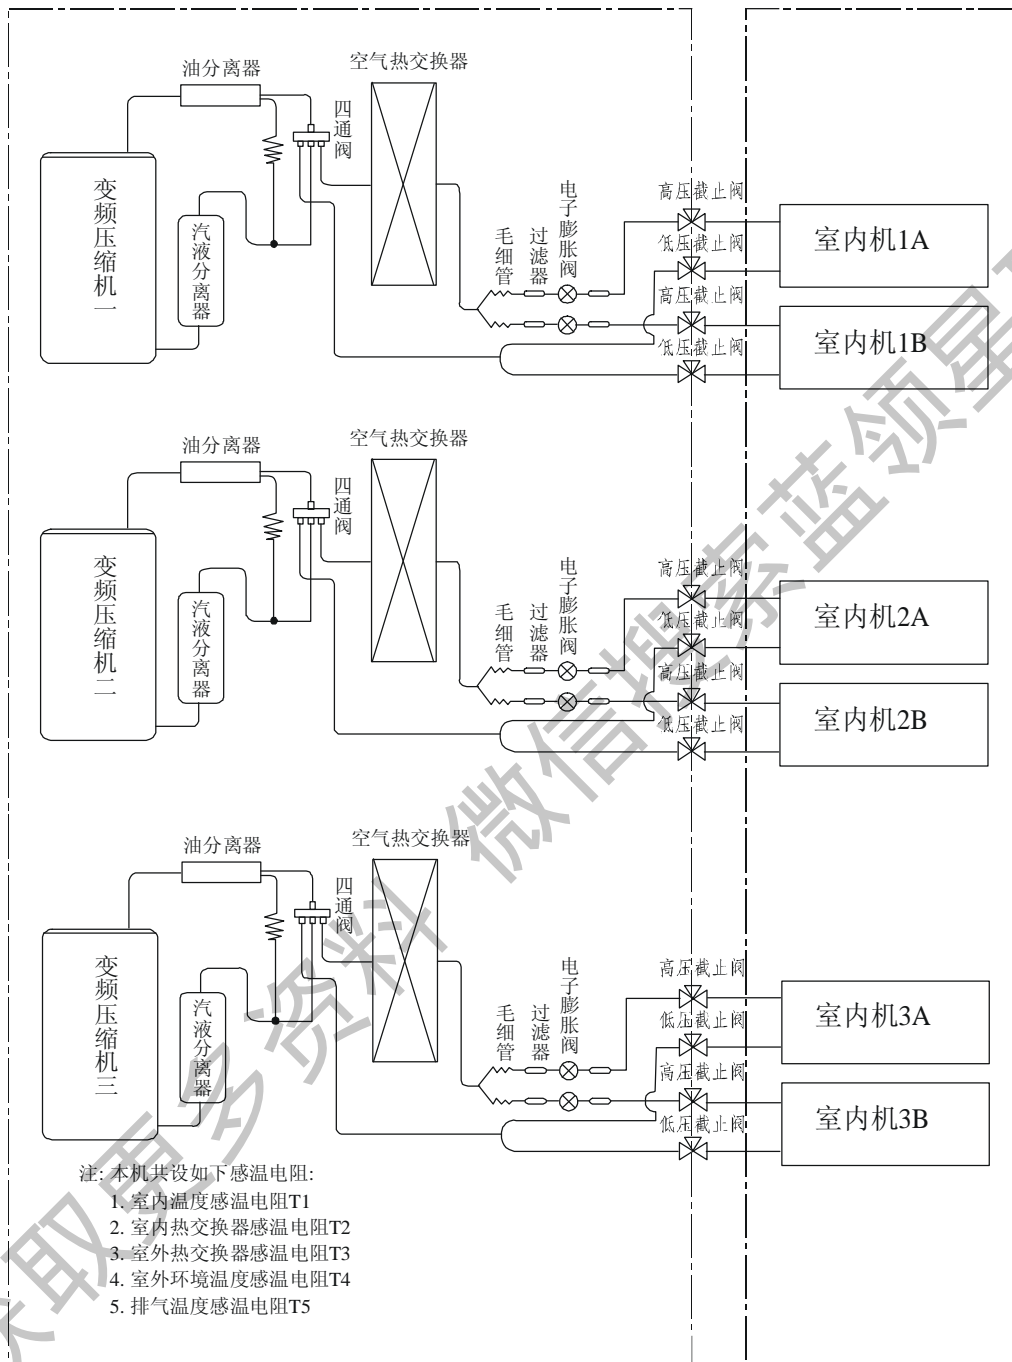 空气热交换器
油分离器
四通阀
变频压缩机一
汽液分离器
毛细管
过滤器
电子膨胀阀
高压截止阀
低压截止阀
高压截止阀
低压截止阀
室内机1A
室内机1B
空气热交换器
油分离器
四通阀
变频压缩机二
汽液分离器
毛细管
过滤器
电子膨胀阀
高压截止阀
低压截止阀
高压截止阀
低压截止阀
室内机2A
室内机2B
空气热交换器
油分离器
四通阀
变频压缩机三
汽液分离器
毛细管
过滤器
电子膨胀阀
高压截止阀
低压截止阀
高压截止阀
低压截止阀
室内机3A
室内机3B
注: 本机共设如下感温电阻:
1. 室内温度感温电阻T1
2. 室内热交换器感温电阻T2
3. 室外热交换器感温电阻T3
4. 室外环境温度感温电阻T4
5. 排气温度感温电阻T5
取更多资料 微信搜索蓝领星